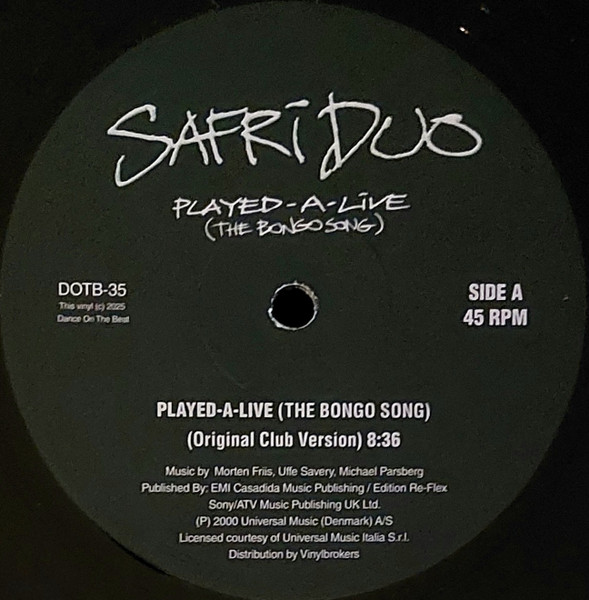 SAFRI DUO
PLAYED-A-LIVE
(THE BONGO SONG)
DOTB-35
This vinyl (c) 2025
Dance On The Beat
SIDE A
45 RPM
PLAYED-A-LIVE (THE BONGO SONG)
(Original Club Version) 8:36
Music by Morten Friis, Uffe Savery, Michael Parsberg
Published By: EMI Casadida Music Publishing / Edition Re-Flex
Sony/ATV Music Publishing UK Ltd.
(P) 2000 Universal Music (Denmark) A/S
Licensed courtesy of Universal Music Italia S.r.l.
Distribution by Vinylbrokers